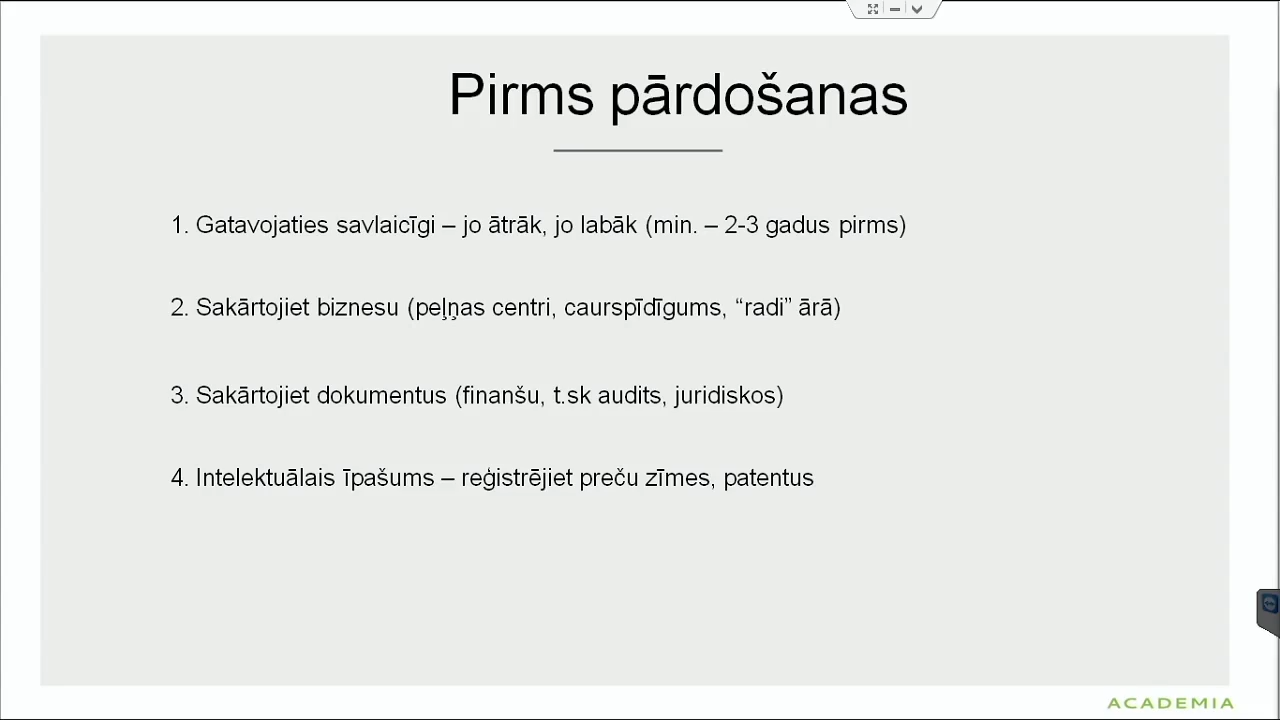 Pirms pārdošanas
1. Gatavojaties savlaicīgi – jo ātrāk, jo labāk (min. – 2-3 gadus pirms)
2. Sakārtojiet biznesu (peļņas centri, caurspīdīgums, “radi” ārā)
3. Sakārtojiet dokumentus (finanšu, t.sk audits, juridiskos)
4. Intelektuālais īpašums – reģistrējiet preču zīmes, patentus
ACADEMIA